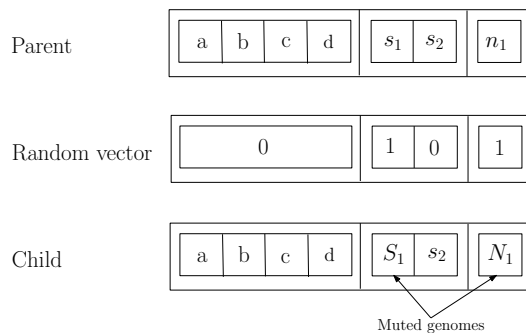 Parent a b c d s₁ s₂ n₁
Random vector 0 1 0 1
Child a b c d S₁ s₂ N₁
Muted genomes